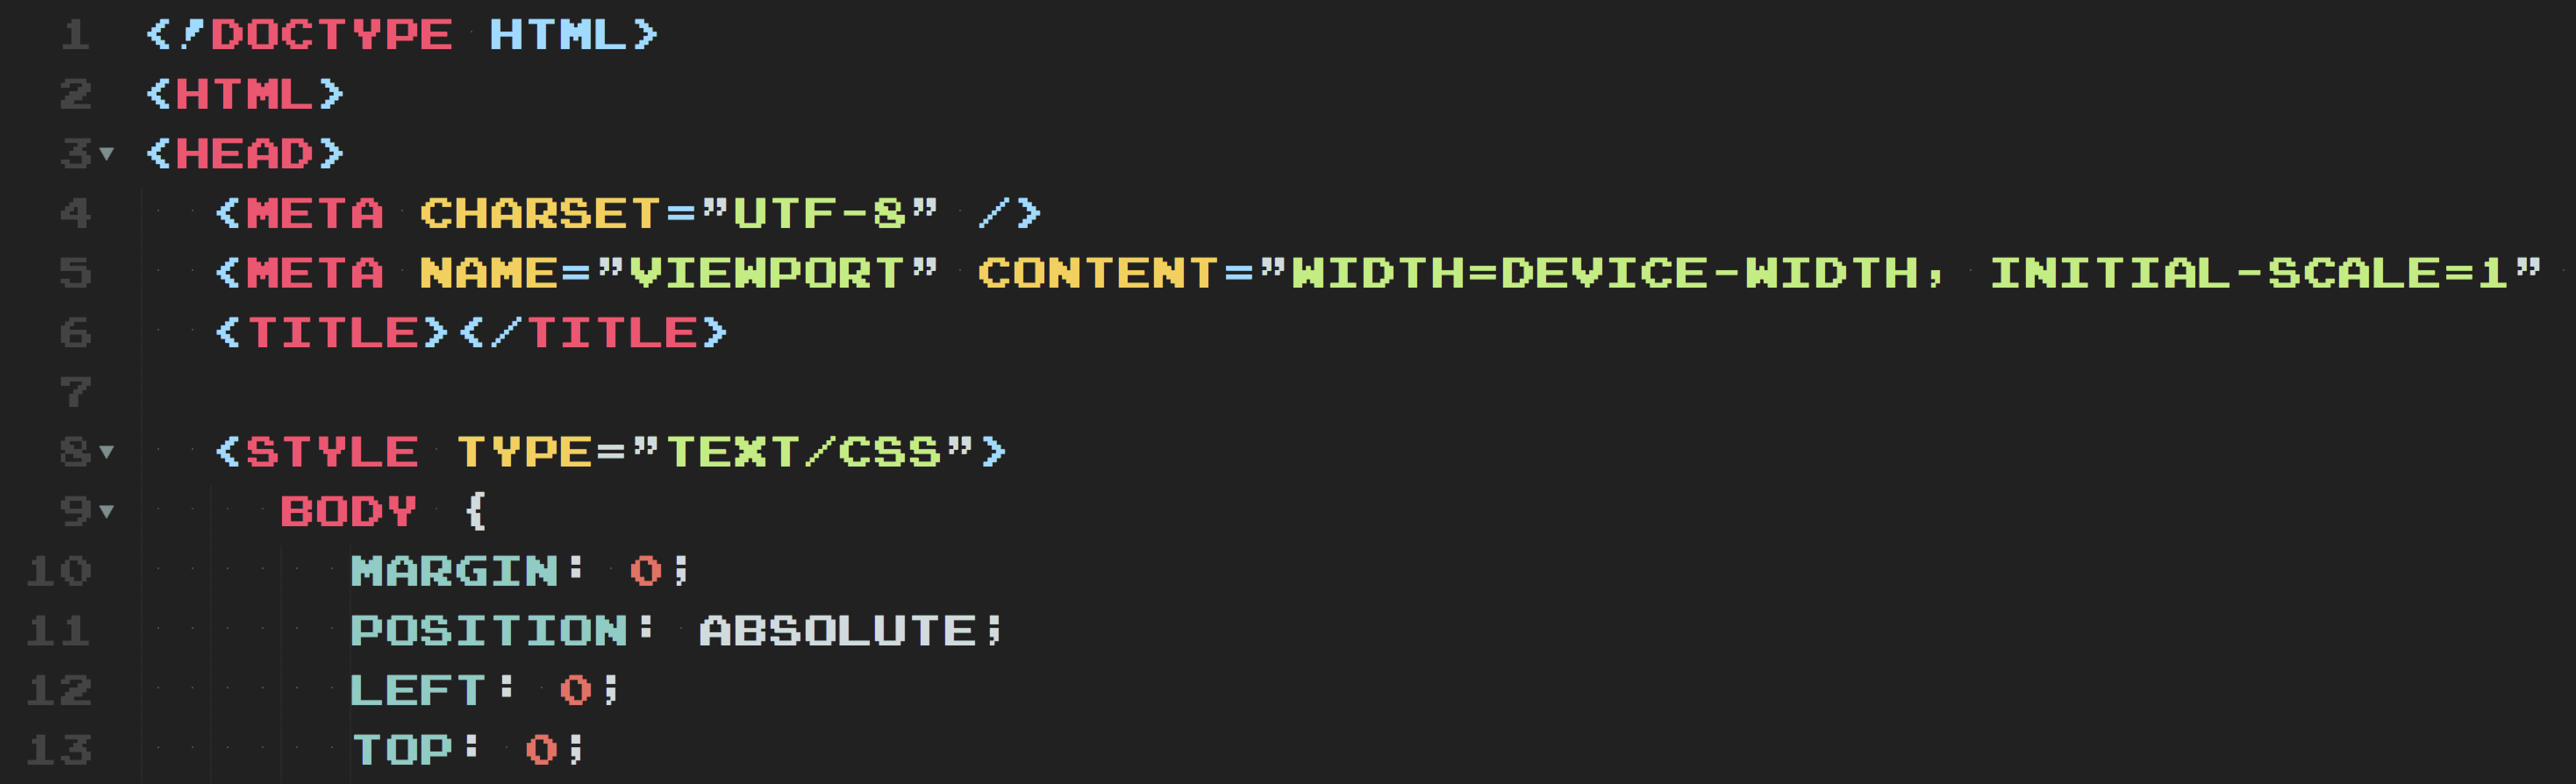 1 <!DOCTYPE HTML>
2 <HTML>
3 <HEAD>
4 <META CHARSET="UTF-8" />
5 <META NAME="VIEWPORT" CONTENT="WIDTH=DEVICE-WIDTH, INITIAL-SCALE=1"
6 <TITLE></TITLE>
7
8 <STYLE TYPE="TEXT/CSS">
9 BODY {
10 MARGIN: 0;
11 POSITION: ABSOLUTE;
12 LEFT: 0;
13 TOP: 0;